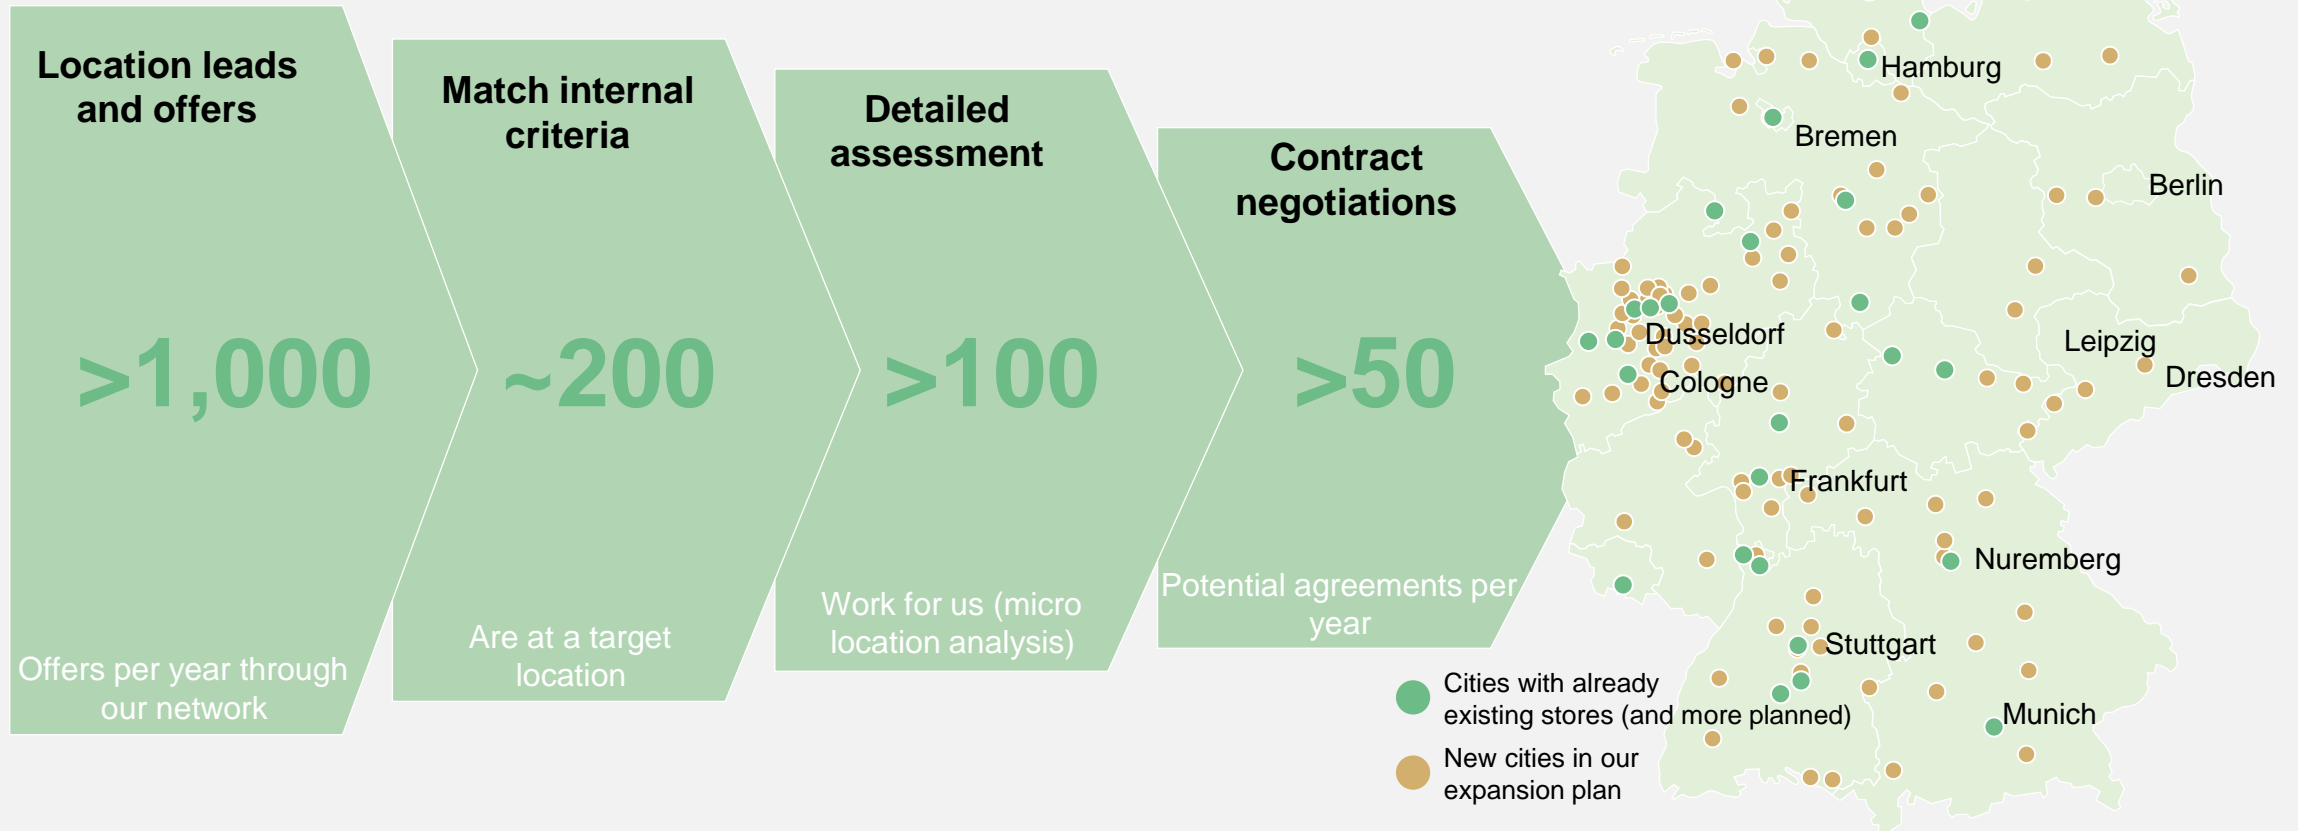 Location leads
and offers
>1,000
Offers per year through
our network
Match internal
criteria
~200
Are at a target
location
Detailed
assessment
>100
Work for us (micro
location analysis)
Contract
negotiations
>50
Potential agreements per
year
Hamburg
Bremen
Berlin
Dusseldorf
Leipzig
Cologne
Dresden
Frankfurt
Nuremberg
Stuttgart
Munich
Cities with already
existing stores (and more planned)
New cities in our
expansion plan